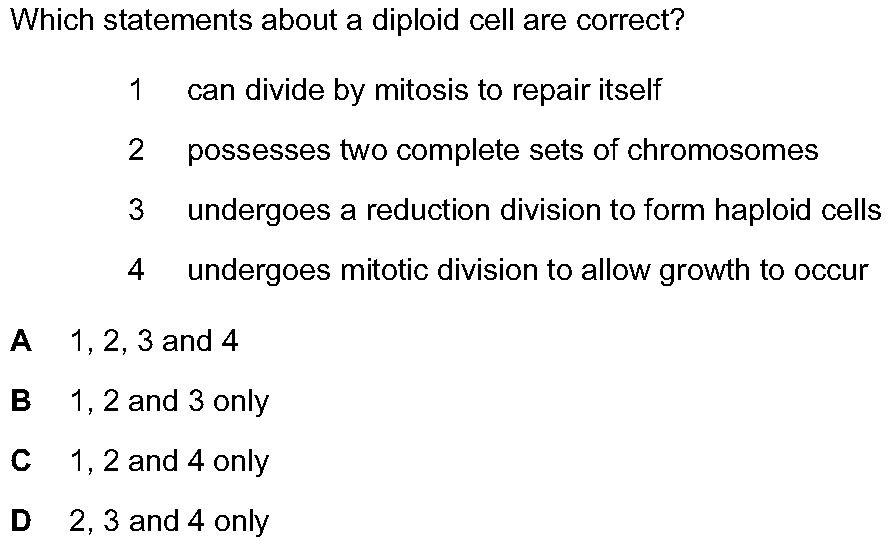 Which statements about a diploid cell are correct?
1 can divide by mitosis to repair itself
2 possesses two complete sets of chromosomes
3 undergoes a reduction division to form haploid cells
4 undergoes mitotic division to allow growth to occur
A 1, 2, 3 and 4
B 1, 2 and 3 only
C 1, 2 and 4 only
D 2, 3 and 4 only